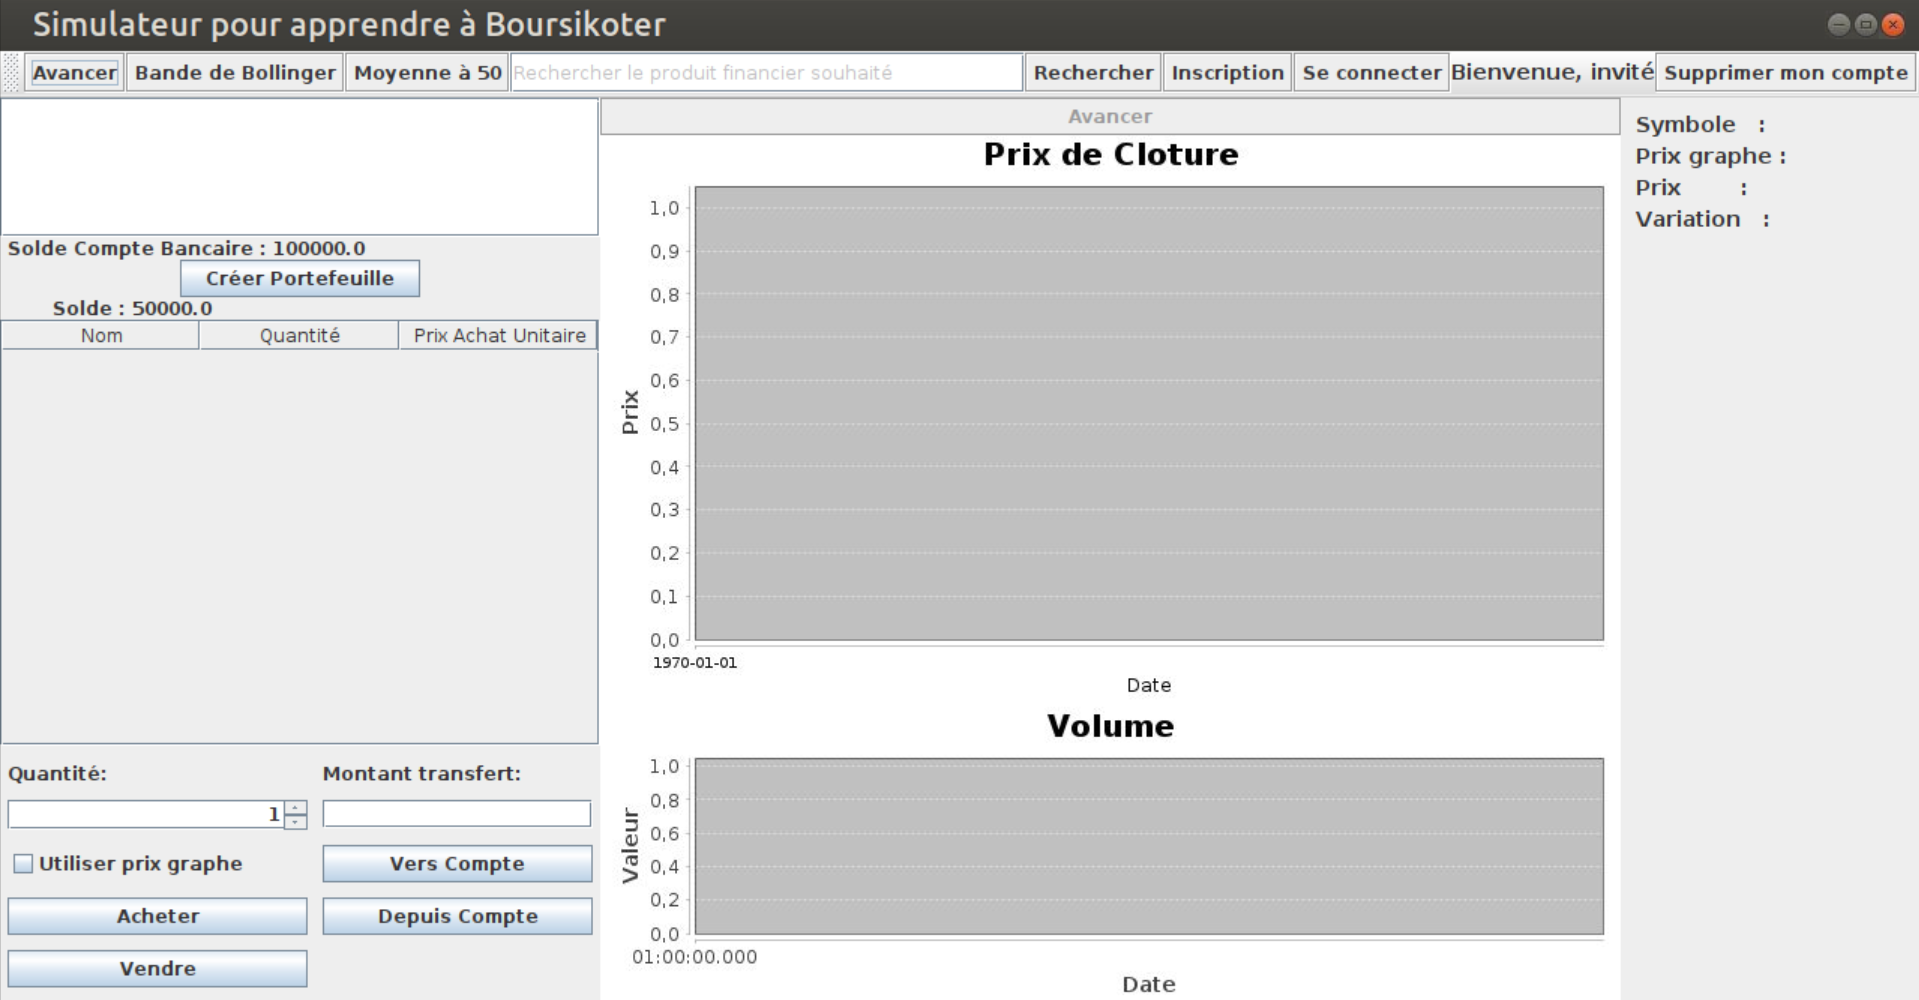 Simulateur pour apprendre à Boursikoter
Avancer
Bande de Bollinger
Moyenne à 50
Rechercher le produit financier souhaité
Rechercher
Inscription
Se connecter
Bienvenue, invité
Supprimer mon compte
Solde Compte Bancaire : 100000.0
Créer Portefeuille
Solde : 50000.0
Nom
Quantité
Prix Achat Unitaire
Quantité:
1
Utiliser prix graphe
Acheter
Vendre
Montant transfert:
Vers Compte
Depuis Compte
Avancer
Prix de Cloture
Prix
1,0
0,9
0,8
0,7
0,6
0,5
0,4
0,3
0,2
0,1
0,0
1970-01-01
Date
Volume
Valeur
1,0
0,8
0,6
0,4
0,2
0,0
01:00:00.000
Date
Symbole :
Prix graphe :
Prix :
Variation :